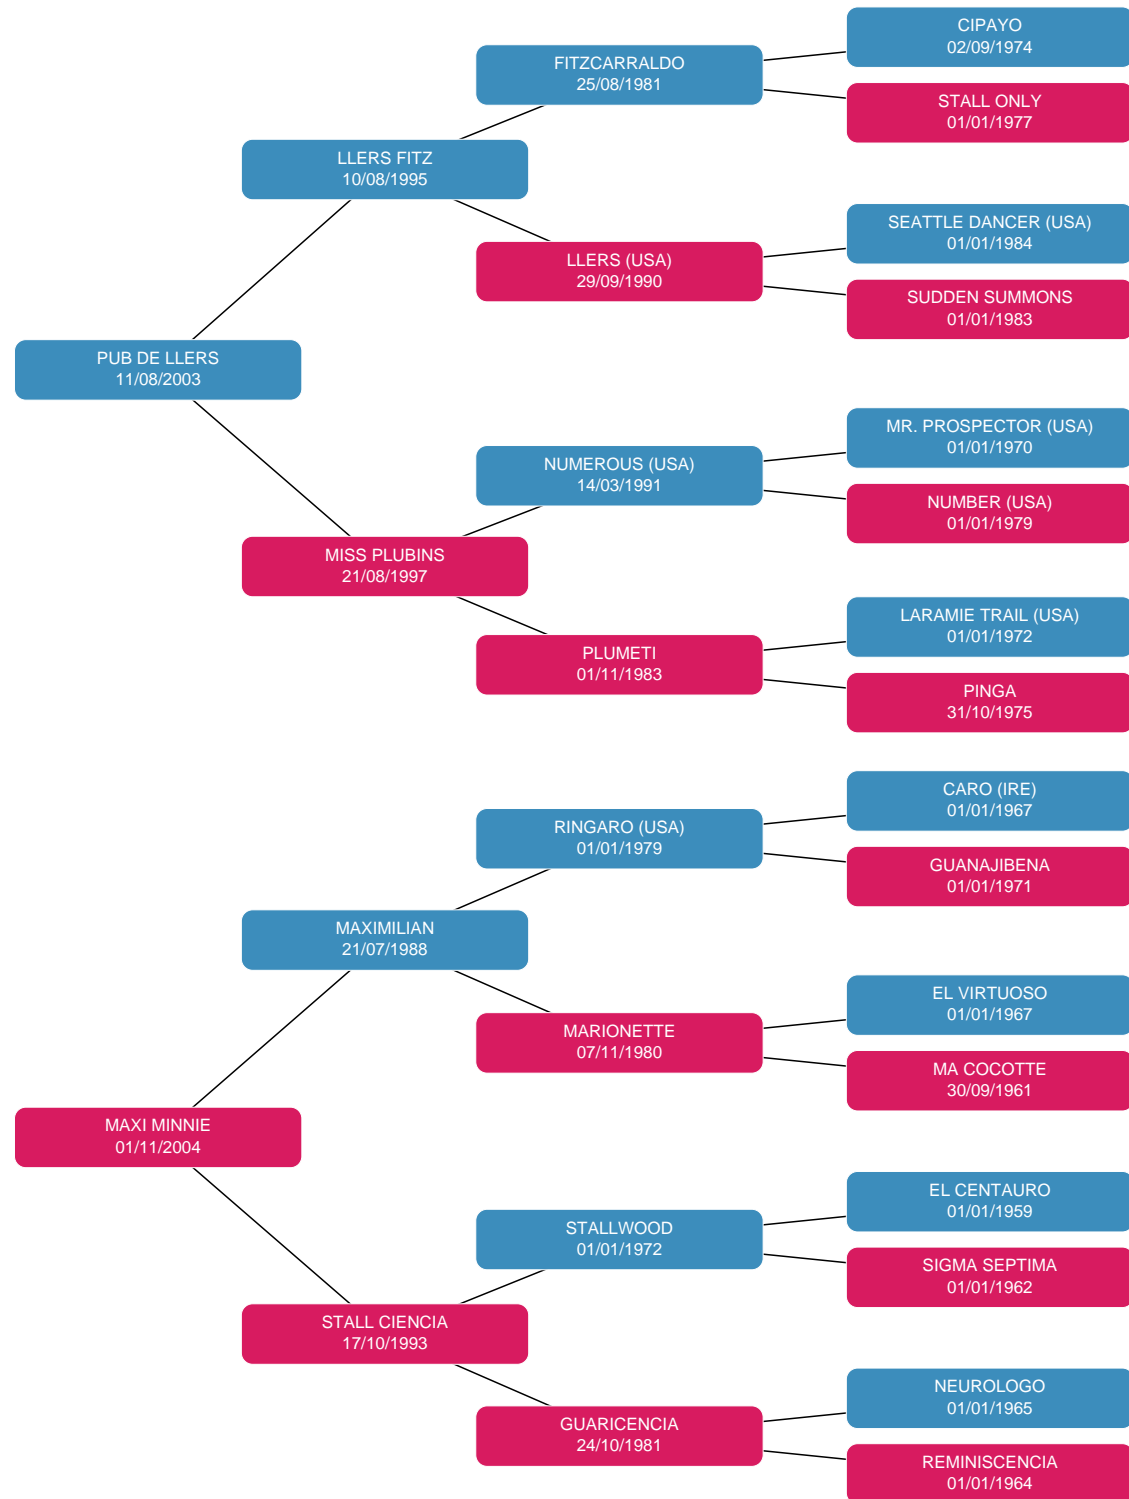 CIPAYO
02/09/1974
FITZCARRALDO
25/08/1981
STALL ONLY
01/01/1977
LLERS FITZ
10/08/1995
SEATTLE DANCER (USA)
01/01/1984
LLERS (USA)
29/09/1990
SUDDEN SUMMONS
01/01/1983
PUB DE LLERS
11/08/2003
MR. PROSPECTOR (USA)
01/01/1970
NUMEROUS (USA)
14/03/1991
NUMBER (USA)
01/01/1979
MISS PLUBINS
21/08/1997
LARAMIE TRAIL (USA)
01/01/1972
PLUMETI
01/11/1983
PINGA
31/10/1975
CARO (IRE)
01/01/1967
RINGARO (USA)
01/01/1979
GUANAJIBENA
01/01/1971
MAXIMILIAN
21/07/1988
EL VIRTUOSO
01/01/1967
MARIONETTE
07/11/1980
MA COCOTTE
30/09/1961
MAXI MINNIE
01/11/2004
EL CENTAURO
01/01/1959
STALLWOOD
01/01/1972
SIGMA SEPTIMA
01/01/1962
STALL CIENCIA
17/10/1993
NEUROLOGO
01/01/1965
GUARICENCIA
24/10/1981
REMINISCENCIA
01/01/1964